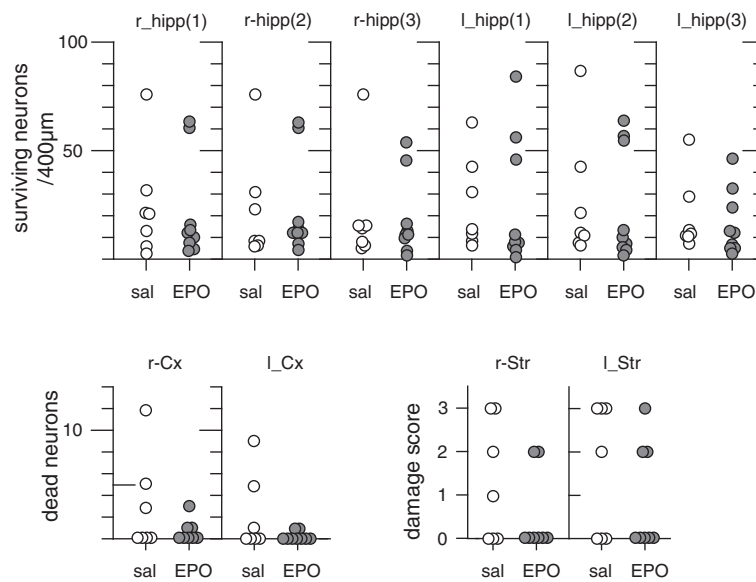 r_hipp(1) r-hipp(2) r-hipp(3) l_hipp(1) l_hipp(2) l_hipp(3)
100
50
surviving neurons
/400µm
sal EPO sal EPO sal EPO sal EPO sal EPO sal EPO
r-Cx l_Cx r-Str l_Str
10
dead neurons
3
2
1
0
damage score
sal EPO sal EPO sal EPO sal EPO